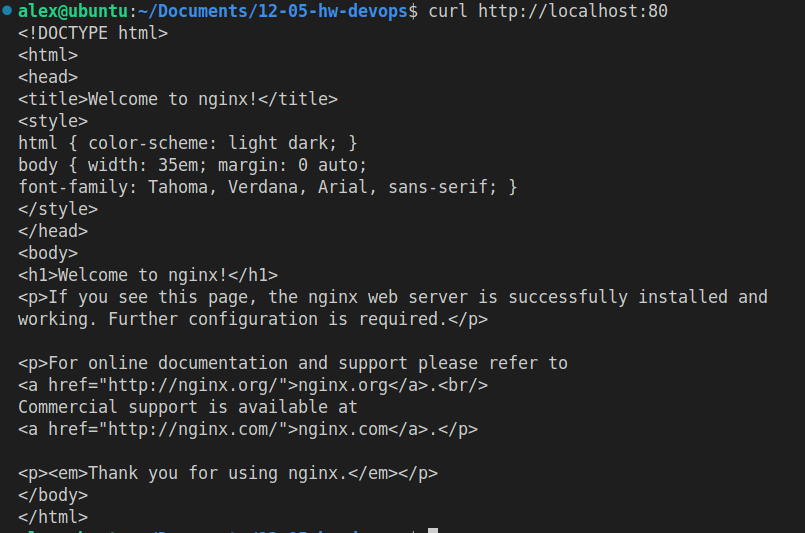 alex@ubuntu:~/Documents/12-05-hw-devops$ curl http://localhost:80
<!DOCTYPE html>
<html>
<head>
<title>Welcome to nginx!</title>
<style>
html { color-scheme: light dark; }
body { width: 35em; margin: 0 auto;
font-family: Tahoma, Verdana, Arial, sans-serif; }
</style>
</head>
<body>
<h1>Welcome to nginx!</h1>
<p>If you see this page, the nginx web server is successfully installed and
working. Further configuration is required.</p>

<p>For online documentation and support please refer to
<a href="http://nginx.org/">nginx.org</a>.<br/>
Commercial support is available at
<a href="http://nginx.com/">nginx.com</a>.</p>

<p><em>Thank you for using nginx.</em></p>
</body>
</html>